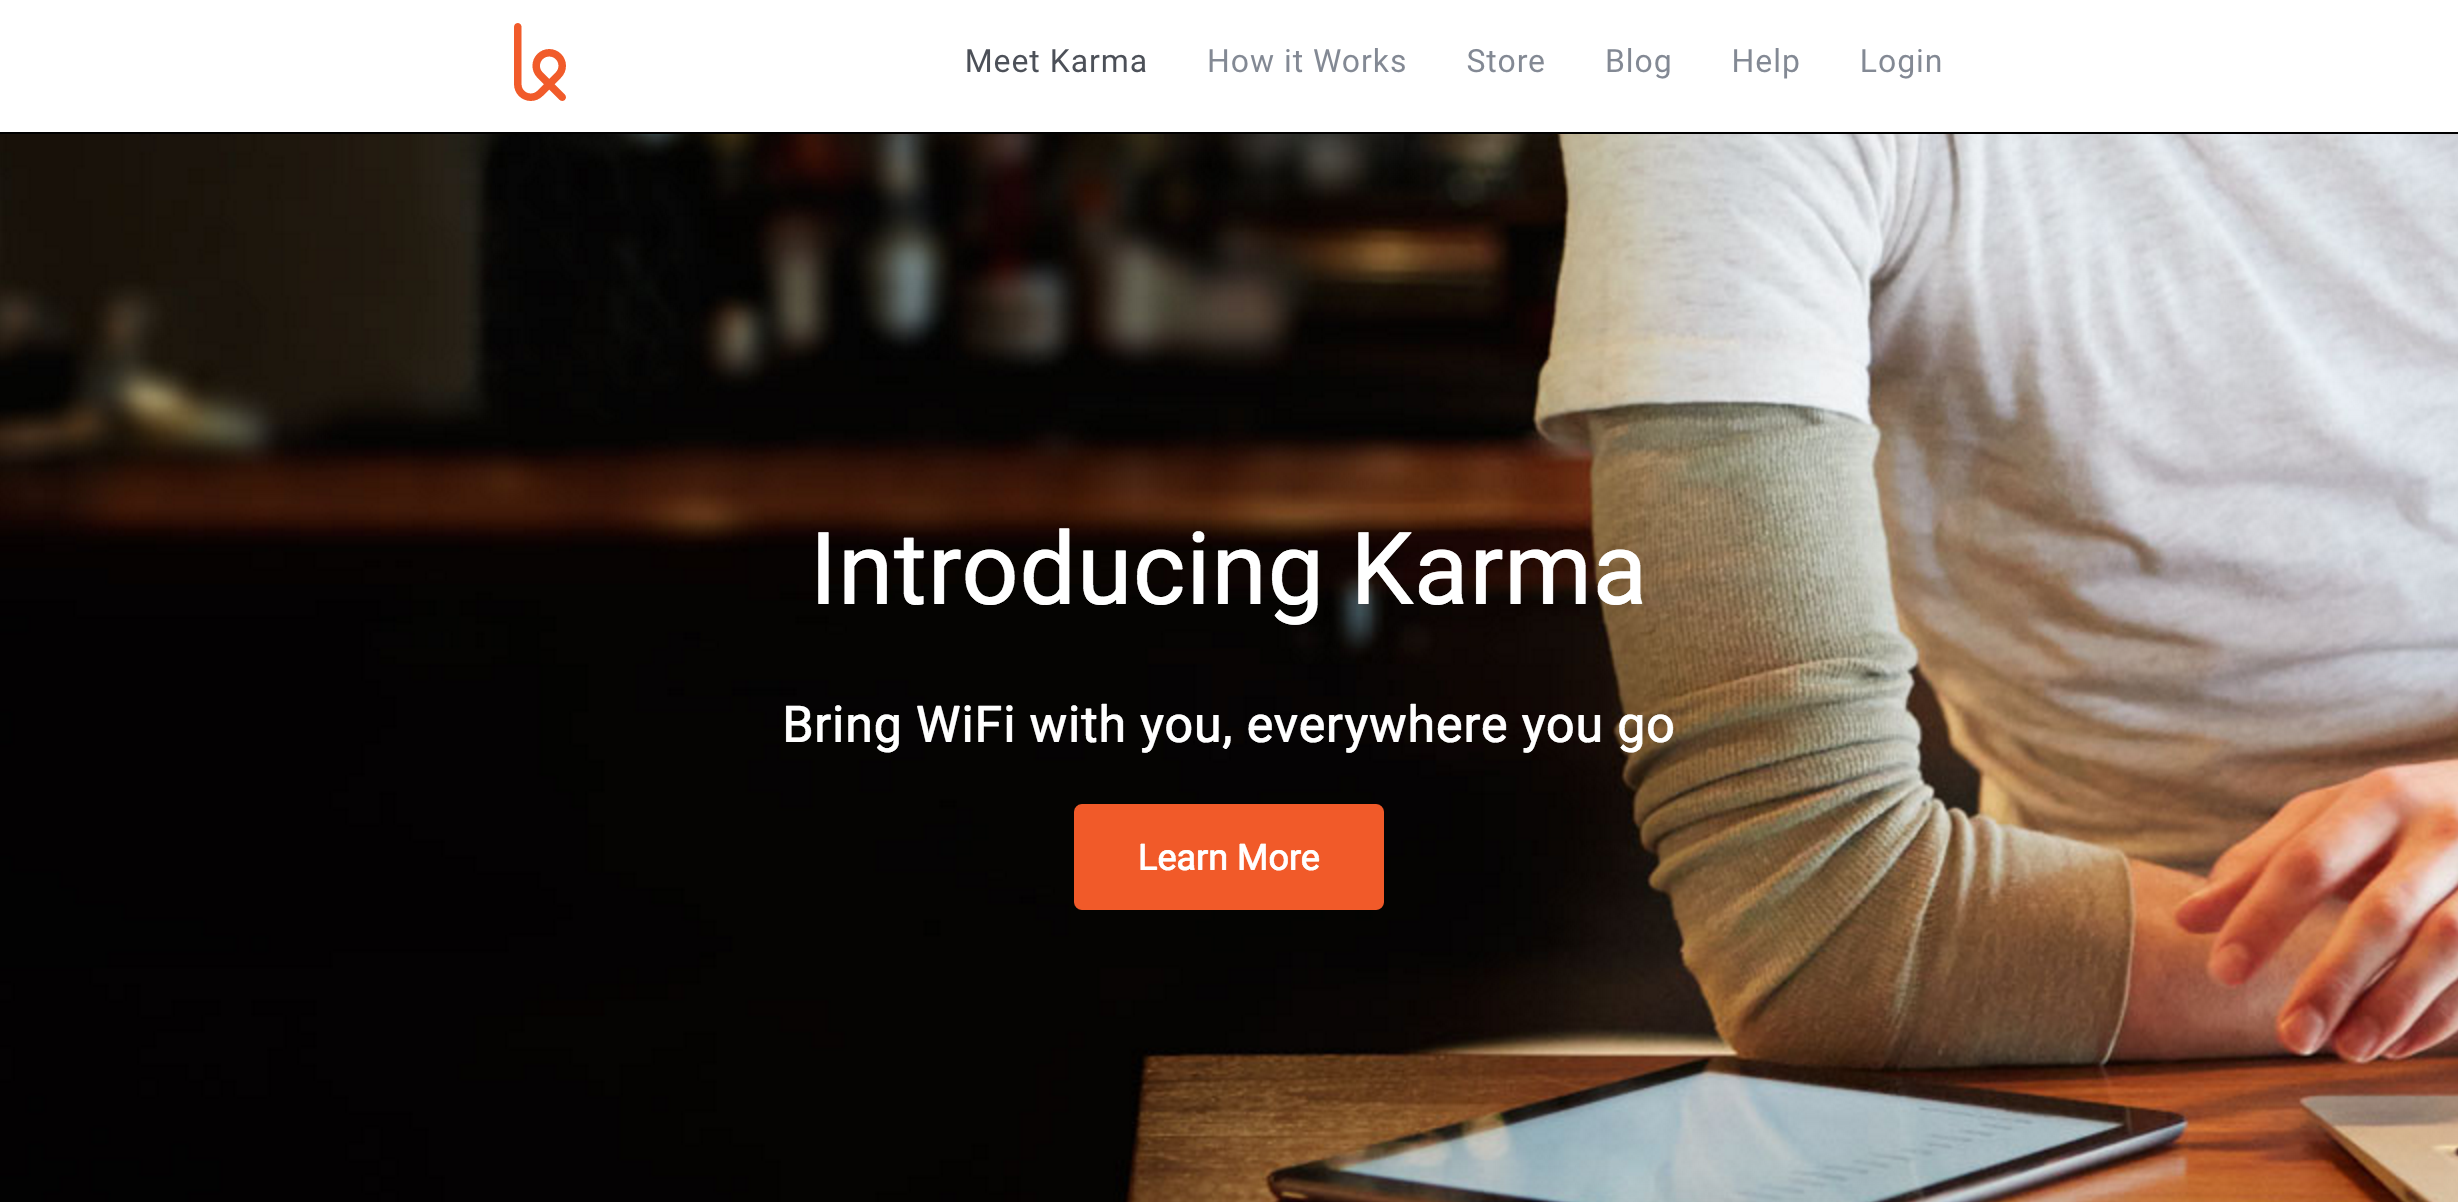 Meet Karma How it Works Store Blog Help Login
Introducing Karma
Bring WiFi with you, everywhere you go
Learn More